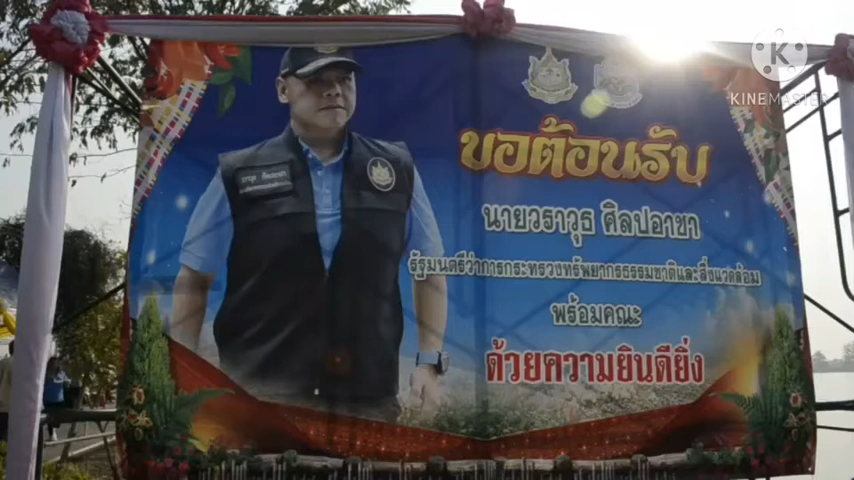 KINEMASTER
ขอต้อนรับ
นายวราวุธ ศิลปอาชา
รัฐมนตรีว่าการกระทรวงทรัพยากรธรรมชาติและสิ่งแวดล้อม
พร้อมคณะ
ด้วยความยินดียิ่ง